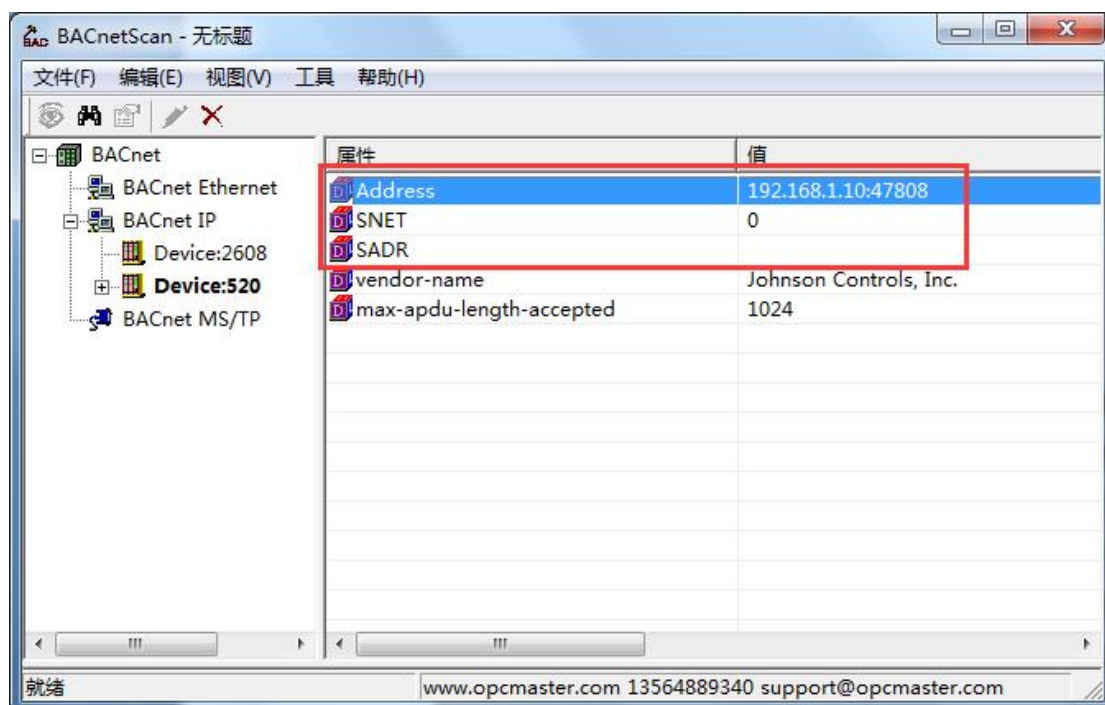 BACnetScan - 无标题
文件(F) 编辑(E) 视图(V) 工具 帮助(H)
BACnet
BACnet Ethernet
BACnet IP
Device:2608
Device:520
BACnet MS/TP
属性 值
Address 192.168.1.10:47808
SNET 0
SADR
vendor-name Johnson Controls, Inc.
max-apdu-length-accepted 1024
就绪 www.opcmaster.com 13564889340 support@opcmaster.com